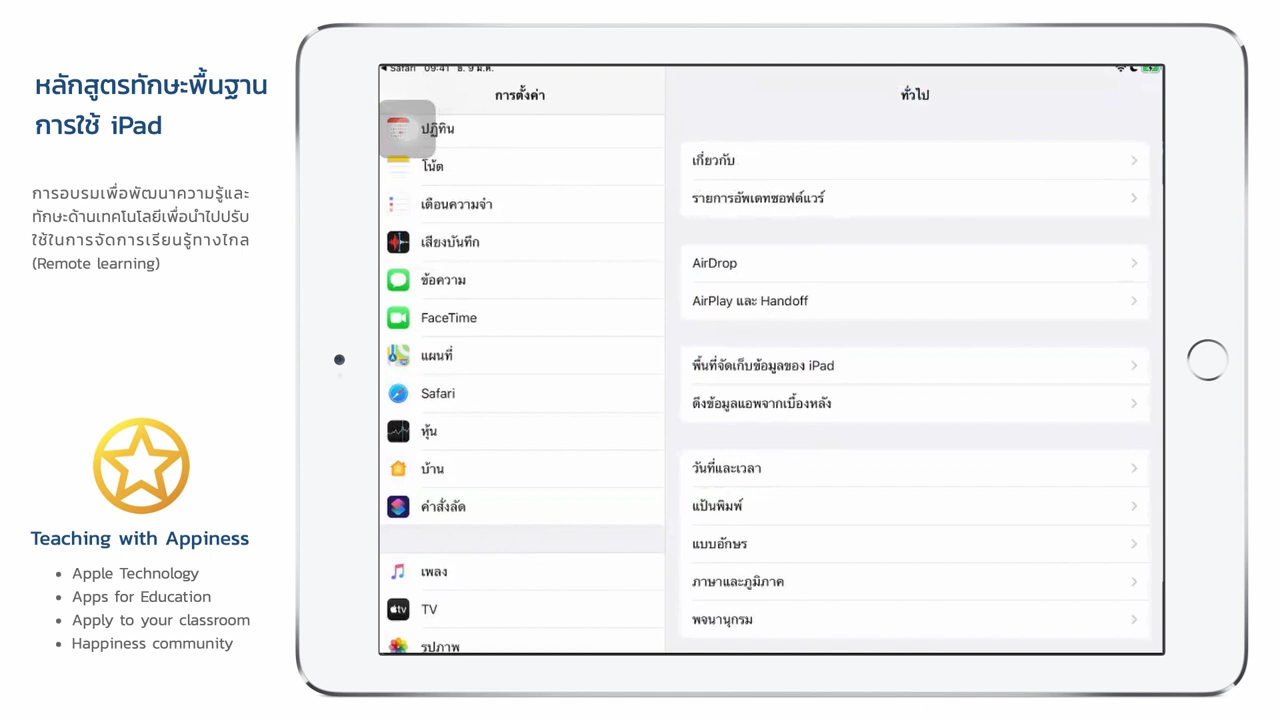 หลักสูตรทักษะพื้นฐาน
การใช้ iPad
การอบรมเพื่อพัฒนาความรู้และ
ทักษะด้านเทคโนโลยีเพื่อนำไปปรับ
ใช้ในการจัดการเรียนรู้ทางไกล
(Remote learning)
Teaching with Appiness
• Apple Technology
• Apps for Education
• Apply to your classroom
• Happiness community
Safari 09:41 อ. 9 ม.ค.
การตั้งค่า
ปฏิทิน
โน้ต
เตือนความจำ
เสียงบันทึก
ข้อความ
FaceTime
แผนที่
Safari
หุ้น
บ้าน
คำสั่งลัด
เพลง
tv TV
รูปภาพ
ทั่วไป
เกี่ยวกับ
รายการอัพเดทซอฟต์แวร์
AirDrop
AirPlay และ Handoff
พื้นที่จัดเก็บข้อมูลของ iPad
ดึงข้อมูลแอพจากเบื้องหลัง
วันที่และเวลา
แป้นพิมพ์
แบบอักษร
ภาษาและภูมิภาค
พจนานุกรม